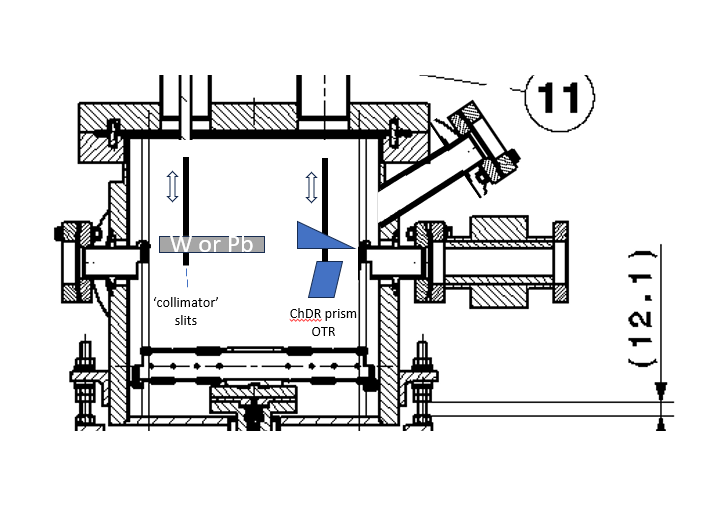 11
W or Pb
'collimator'
slits
ChDR prism
OTR
(12.1)